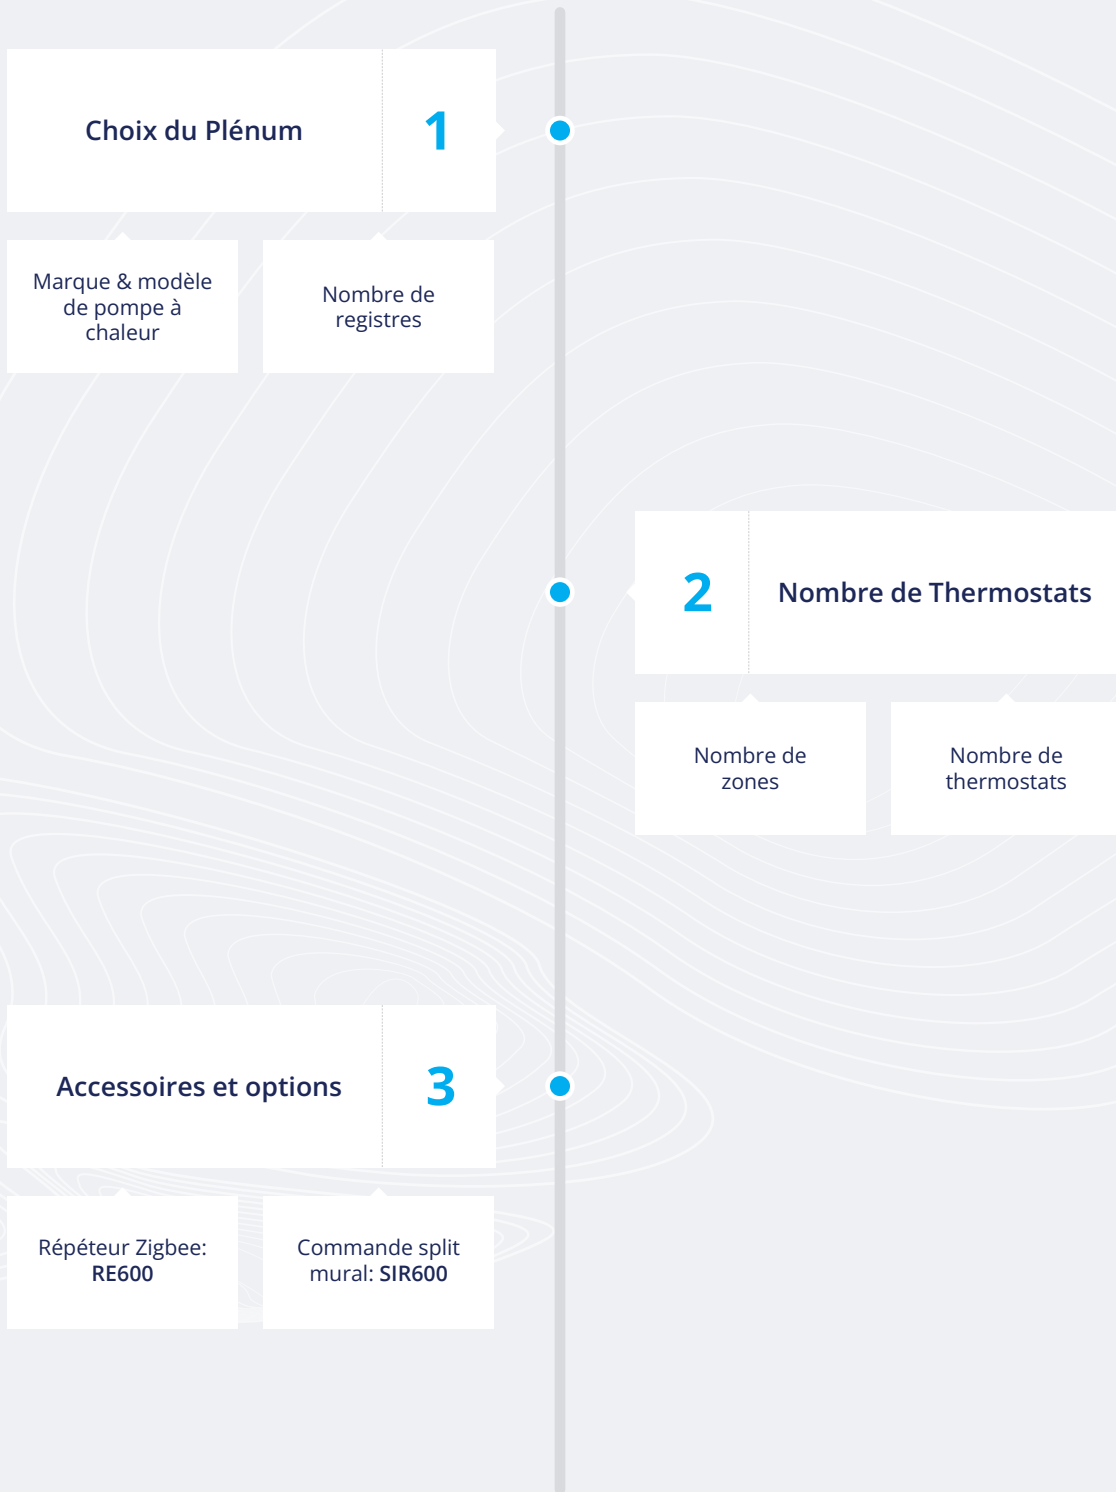 Choix du Plénum
1
Marque & modèle
de pompe à
chaleur
Nombre de
registres
2
Nombre de Thermostats
Nombre de
zones
Nombre de
thermostats
Accessoires et options
3
Répéteur Zigbee:
RE600
Commande split
mural: SIR600